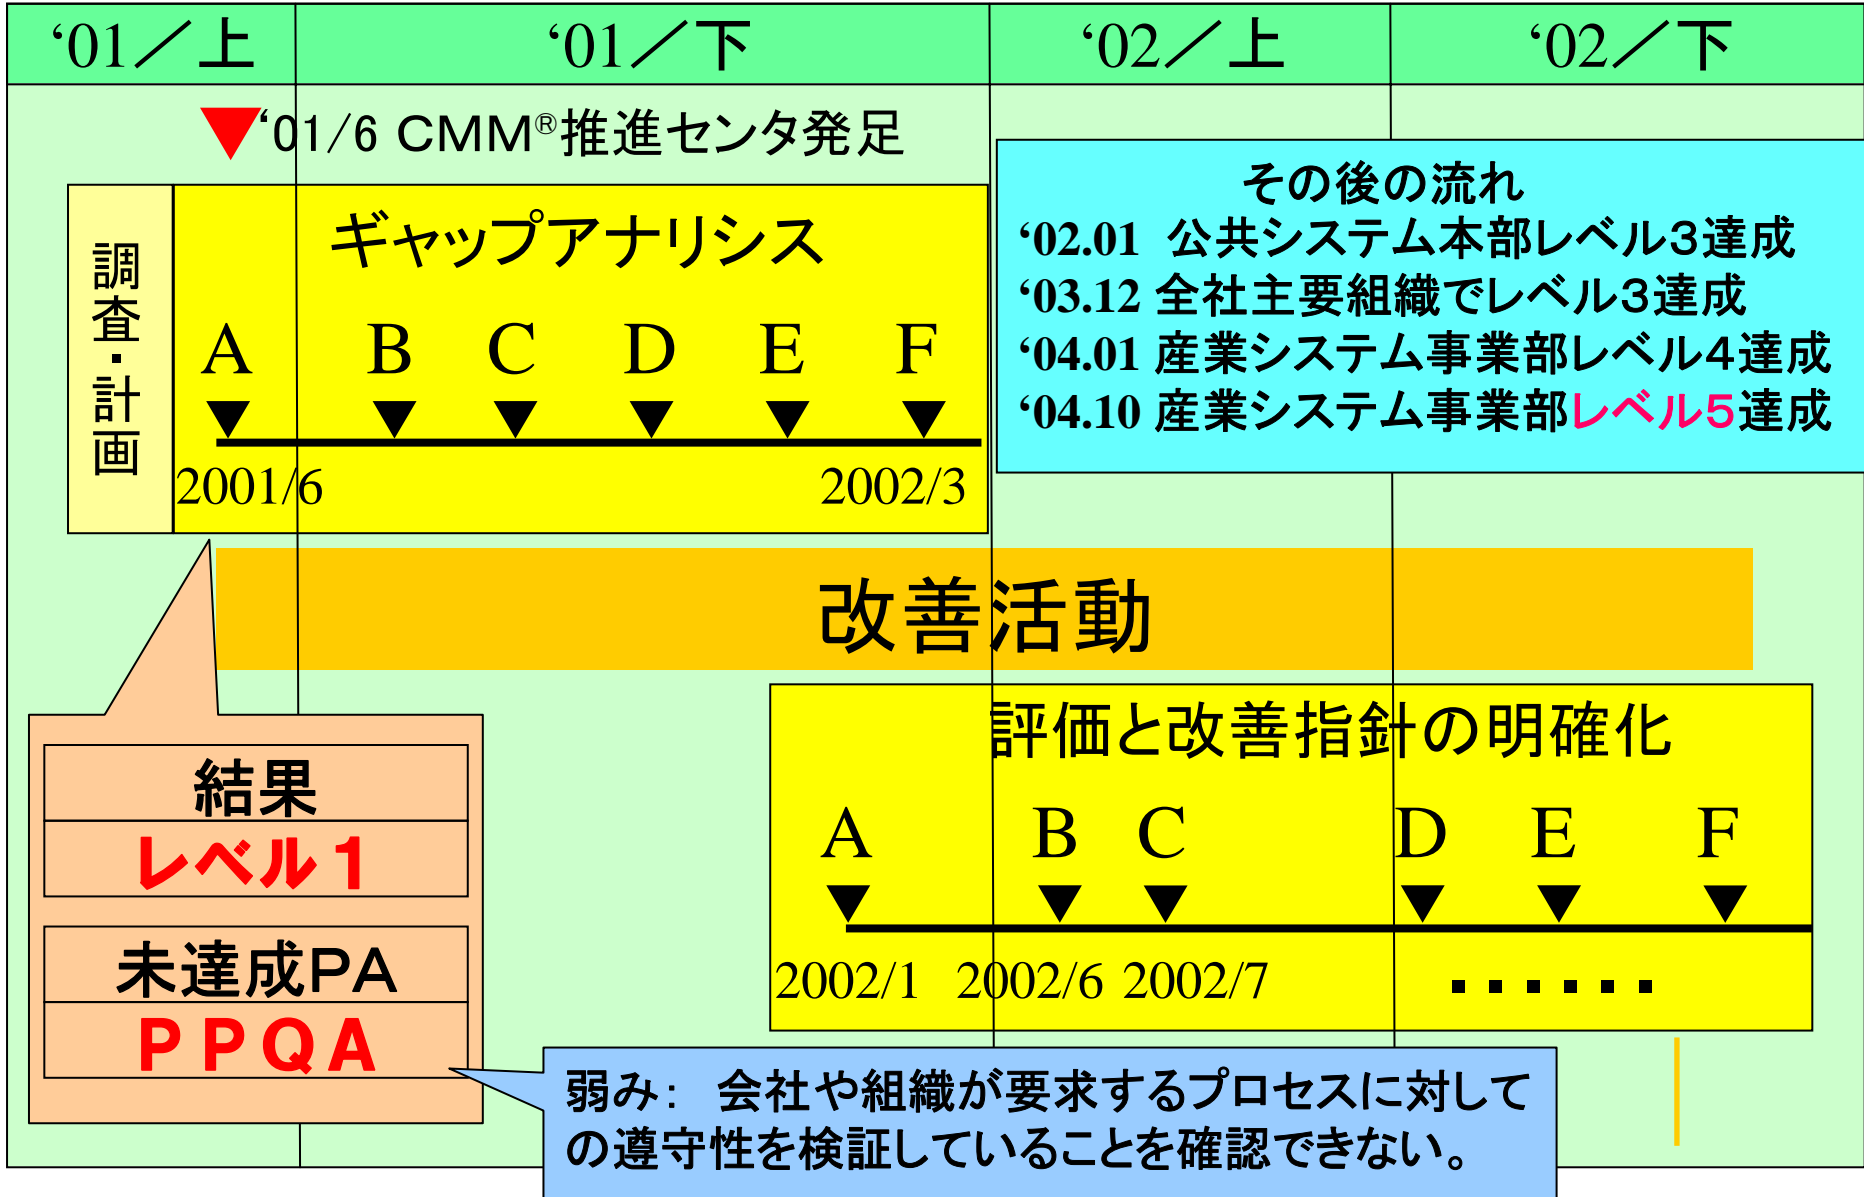 ‘01／上
‘01／下
‘02／上
‘02／下
‘01/6 CMM®推進センタ発足
調査・計画
ギャップアナリシス
A B C D E F
2001/6
2002/3
その後の流れ
‘02.01 公共システム本部レベル３達成
‘03.12 全社主要組織でレベル３達成
‘04.01 産業システム事業部レベル４達成
‘04.10 産業システム事業部レベル５達成
改善活動
評価と改善指針の明確化
A B C D E F
2002/1 2002/6 2002/7 ・・・・・・
結果
レベル１
未達成PA
ＰＰＱＡ
弱み： 会社や組織が要求するプロセスに対して
の遵守性を検証していることを確認できない。